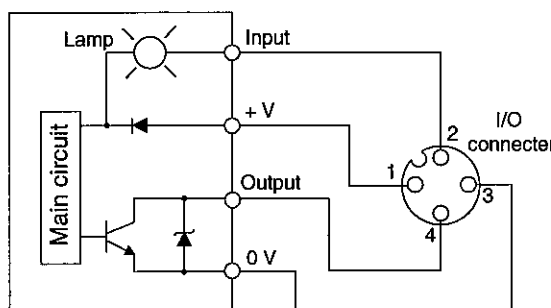 Lamp
Input
+ V
I/O
connecter
Main circuit
Output
0 V
1
2
3
4